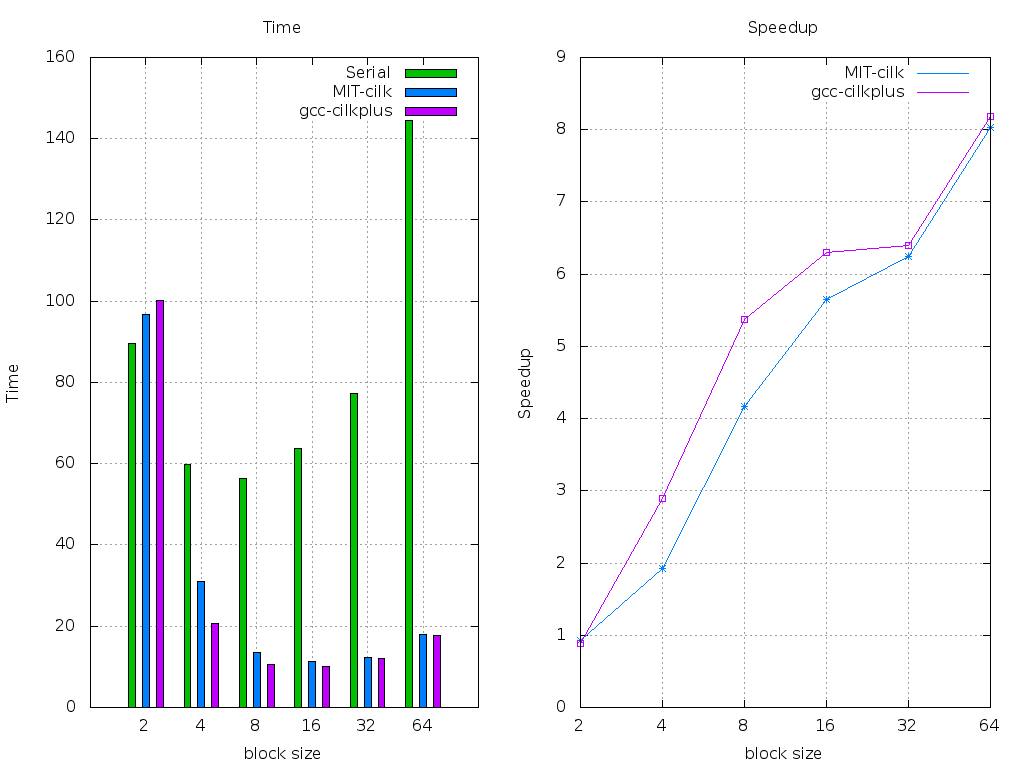 Time
160
140
120
100
80
60
40
20
0
Time
Serial
MIT-cilk
gcc-cilkplus
2 4 8 16 32 64
block size
Speedup
9
8
7
6
5
4
3
2
1
0
Speedup
MIT-cilk
gcc-cilkplus
2 4 8 16 32 64
block size